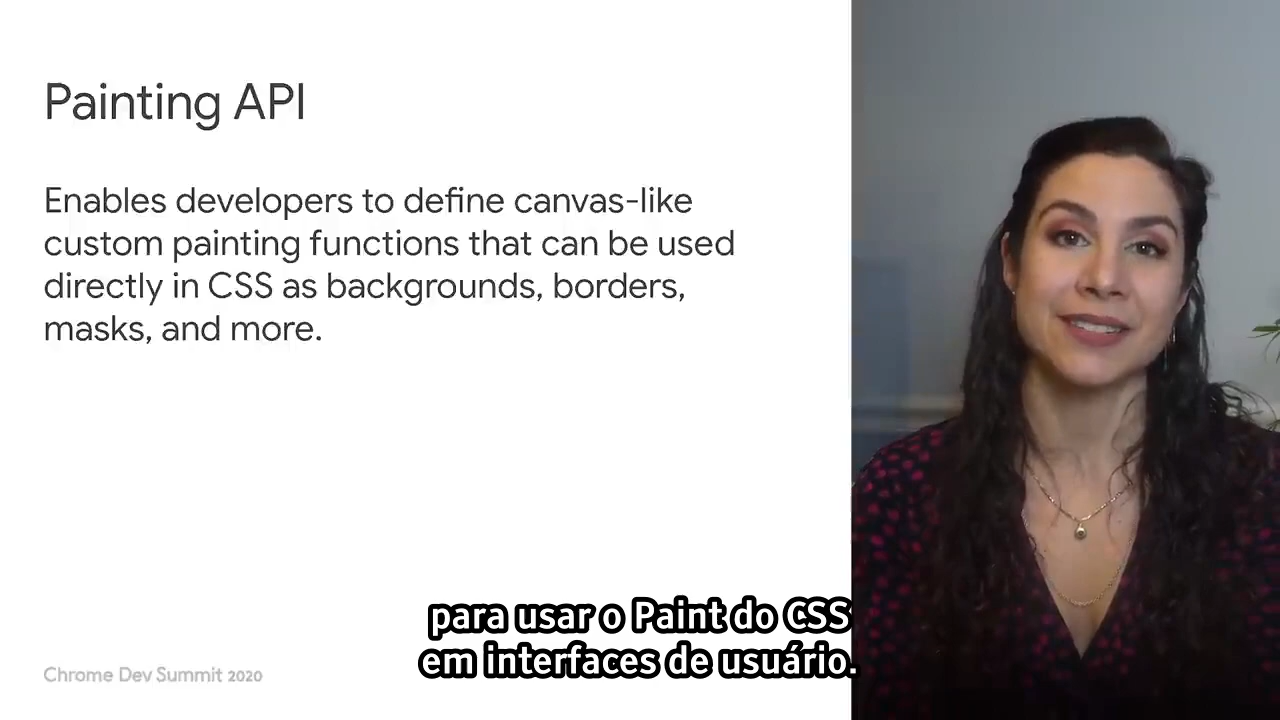 Painting API
Enables developers to define canvas-like
custom painting functions that can be used
directly in CSS as backgrounds, borders,
masks, and more.
para usar o Paint do CSS
em interfaces de usuário.
Chrome Dev Summit 2020